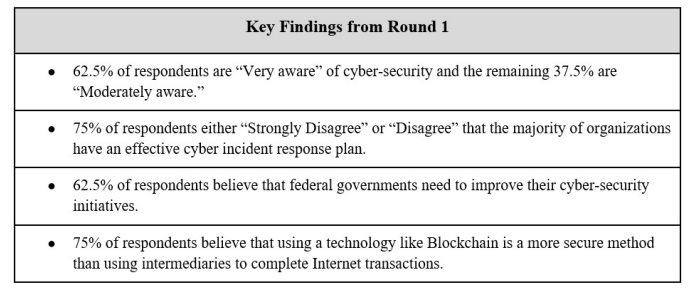 Key Findings from Round 1
• 62.5% of respondents are “Very aware” of cyber-security and the remaining 37.5% are
“Moderately aware.”
• 75% of respondents either “Strongly Disagree” or “Disagree” that the majority of organizations
have an effective cyber incident response plan.
• 62.5% of respondents believe that federal governments need to improve their cyber-security
initiatives.
• 75% of respondents believe that using a technology like Blockchain is a more secure method
than using intermediaries to complete Internet transactions.